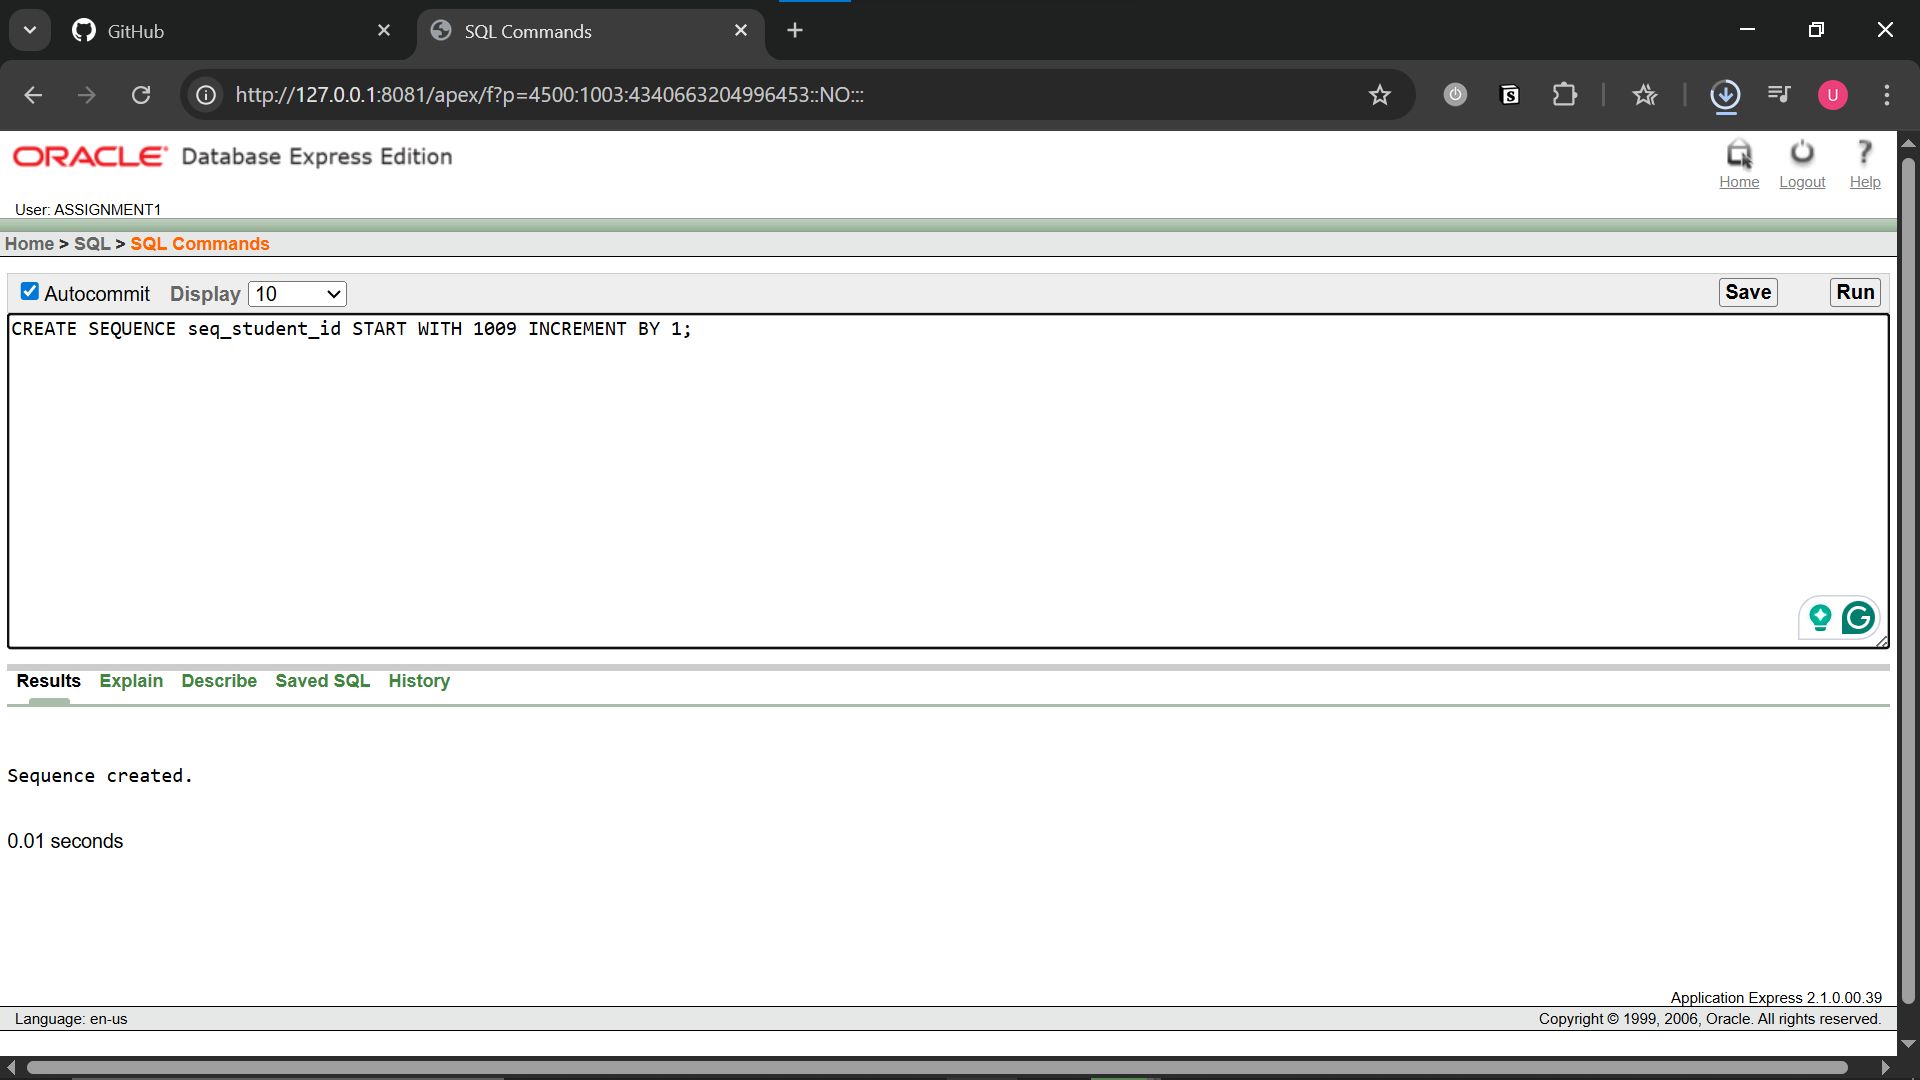 GitHub
SQL Commands
http://127.0.0.1:8081/apex/f?p=4500:1003:4340663204996453::NO:::
U
ORACLE Database Express Edition
Home Logout Help
User: ASSIGNMENT1
Home > SQL > SQL Commands
Autocommit Display 10 Save Run
CREATE SEQUENCE seq_student_id START WITH 1009 INCREMENT BY 1;
Results Explain Describe Saved SQL History
Sequence created.
0.01 seconds
Application Express 2.1.0.00.39
Language: en-us Copyright © 1999, 2006, Oracle. All rights reserved.